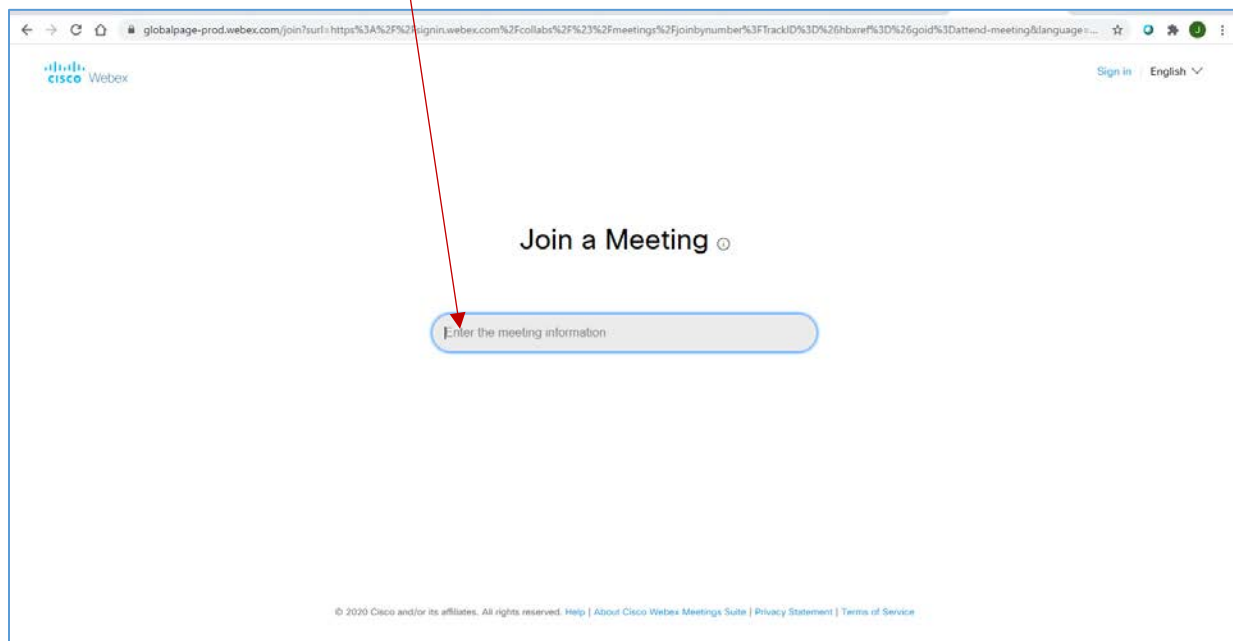 globalpage-prod.webex.com/join?surl=https%3A%2F%2Fsignin.webex.com%2Fcollabs%2F%23%2Fmeetings%2Fjoinbynumber%3FTrackID%3D%26hbxref%3D%26goid%3Dattend-meeting&language=...
J
CISCO Webex
Sign in
English
Join a Meeting
Enter the meeting information
© 2020 Cisco and/or its affiliates. All rights reserved. Help | About Cisco Webex Meetings Suite | Privacy Statement | Terms of Service